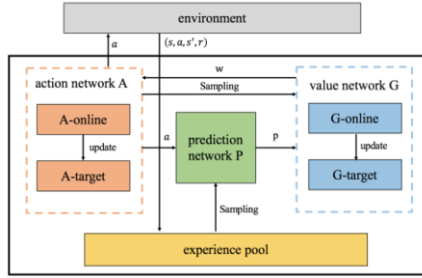 environment
a
(s, a, s', r)
action network A
w
Sampling
value network G
A-online
update
A-target
a
prediction
network P
p
G-online
update
G-target
Sampling
experience pool